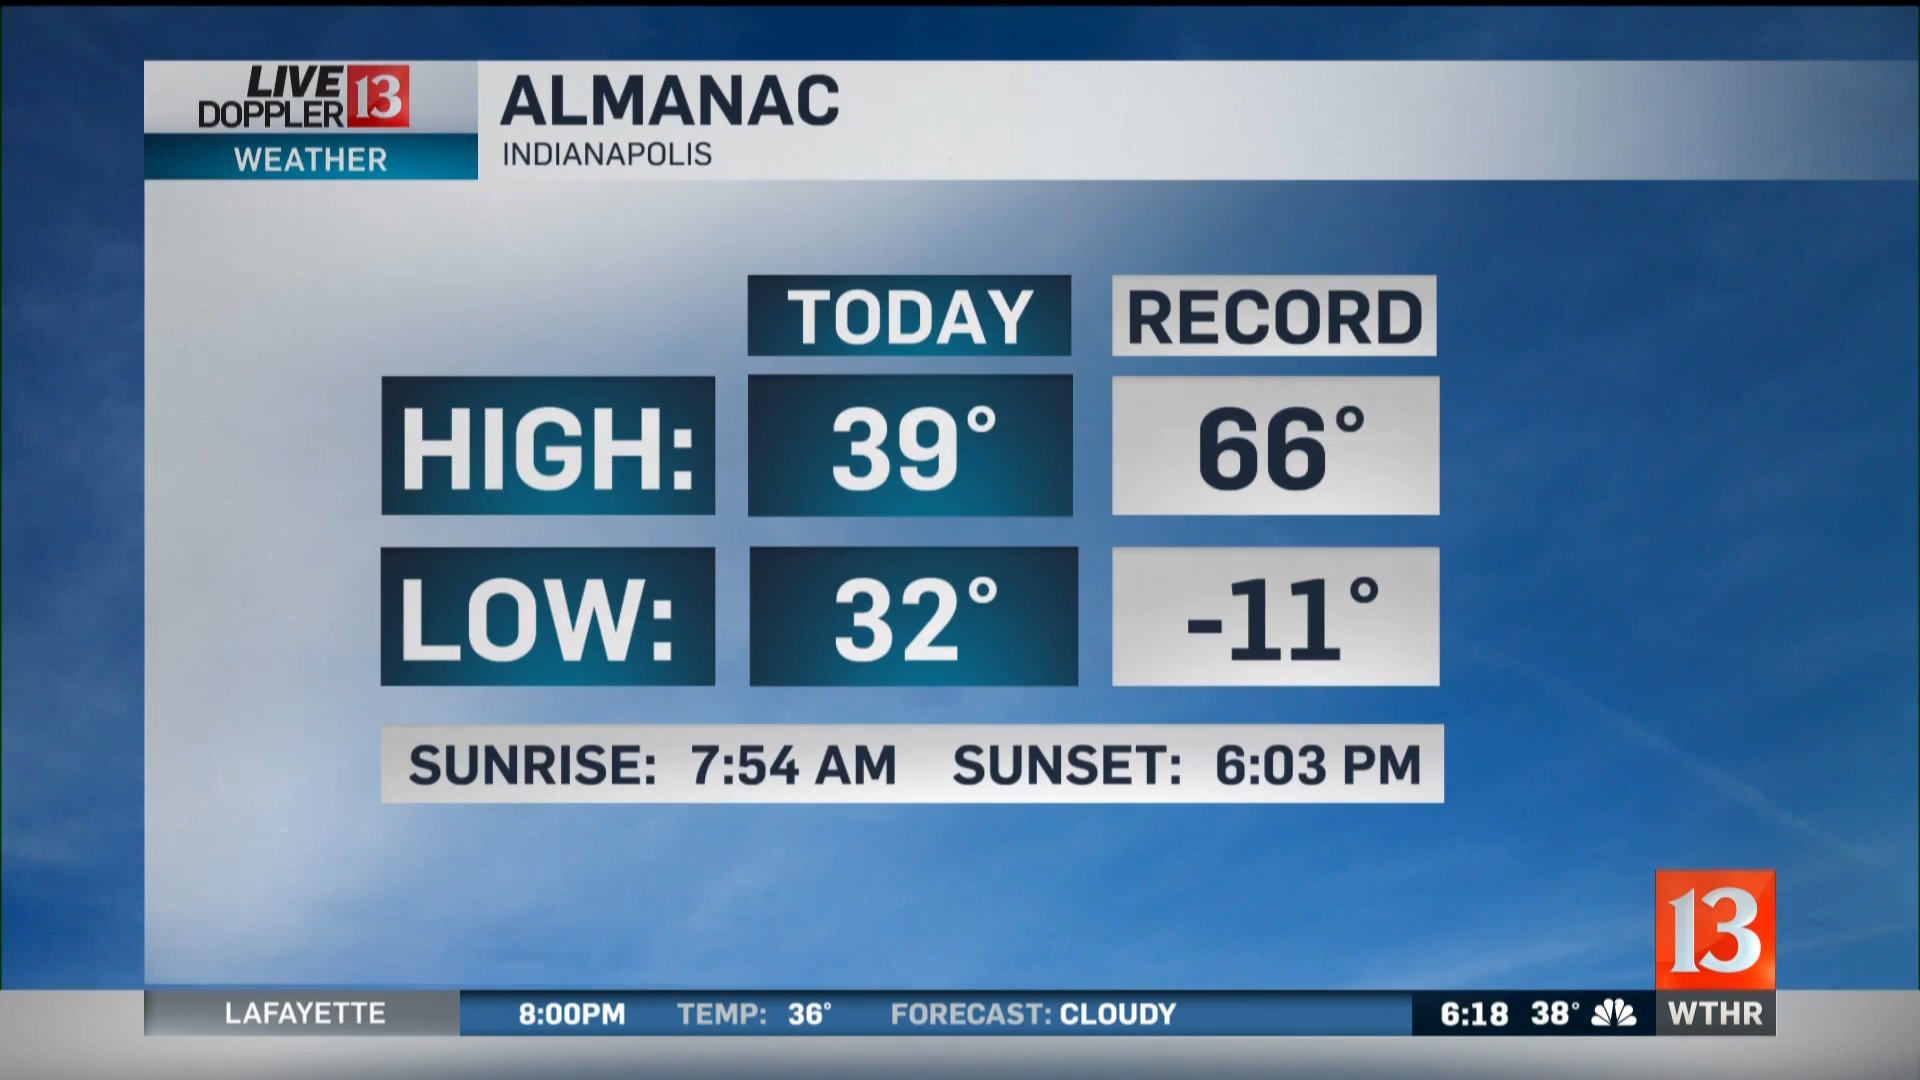 LIVE
DOPPLER 13
WEATHER
ALMANAC
INDIANAPOLIS
TODAY RECORD
HIGH: 39° 66°
LOW: 32° -11°
SUNRISE: 7:54 AM SUNSET: 6:03 PM
13
LAFAYETTE 8:00PM TEMP: 36° FORECAST: CLOUDY 6:18 38° WTHR